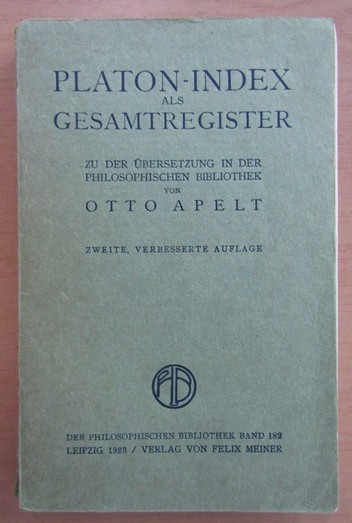 PLATON-INDEX
ALS
GESAMTREGISTER
ZU DER ÜBERSETZUNG IN DER
PHILOSOPHISCHEN BIBLIOTHEK
VON
OTTO APELT
ZWEITE, VERBESSERTE AUFLAGE
DER PHILOSOPHISCHEN BIBLIOTHEK BAND 182
LEIPZIG 1923 / VERLAG VON FELIX MEINER